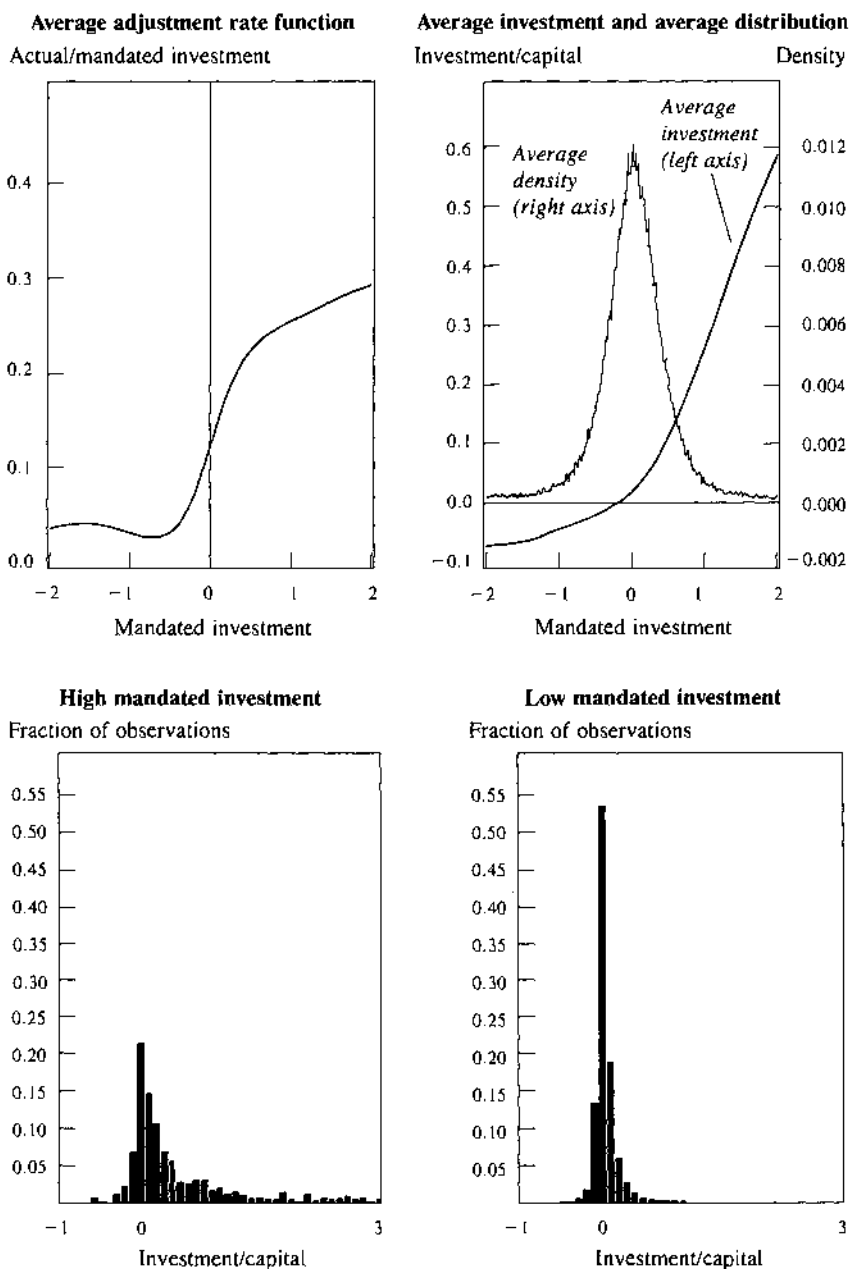 Average adjustment rate function
Actual/mandated investment
0.4
0.3
0.2
0.1
0.0
−2 −1 0 1 2
Mandated investment
Average investment and average distribution
Investment/capital Density
Average
investment
(left axis)
Average
density
(right axis)
0.6
0.5
0.4
0.3
0.2
0.1
0.0
−0.1
0.012
0.010
0.008
0.006
0.004
0.002
0.000
−0.002
−2 −1 0 1 2
Mandated investment
High mandated investment
Fraction of observations
0.55
0.50
0.45
0.40
0.35
0.30
0.25
0.20
0.15
0.10
0.05
−1 0 3
Investment/capital
Low mandated investment
Fraction of observations
0.55
0.50
0.45
0.40
0.35
0.30
0.25
0.20
0.15
0.10
0.05
−1 0 3
Investment/capital